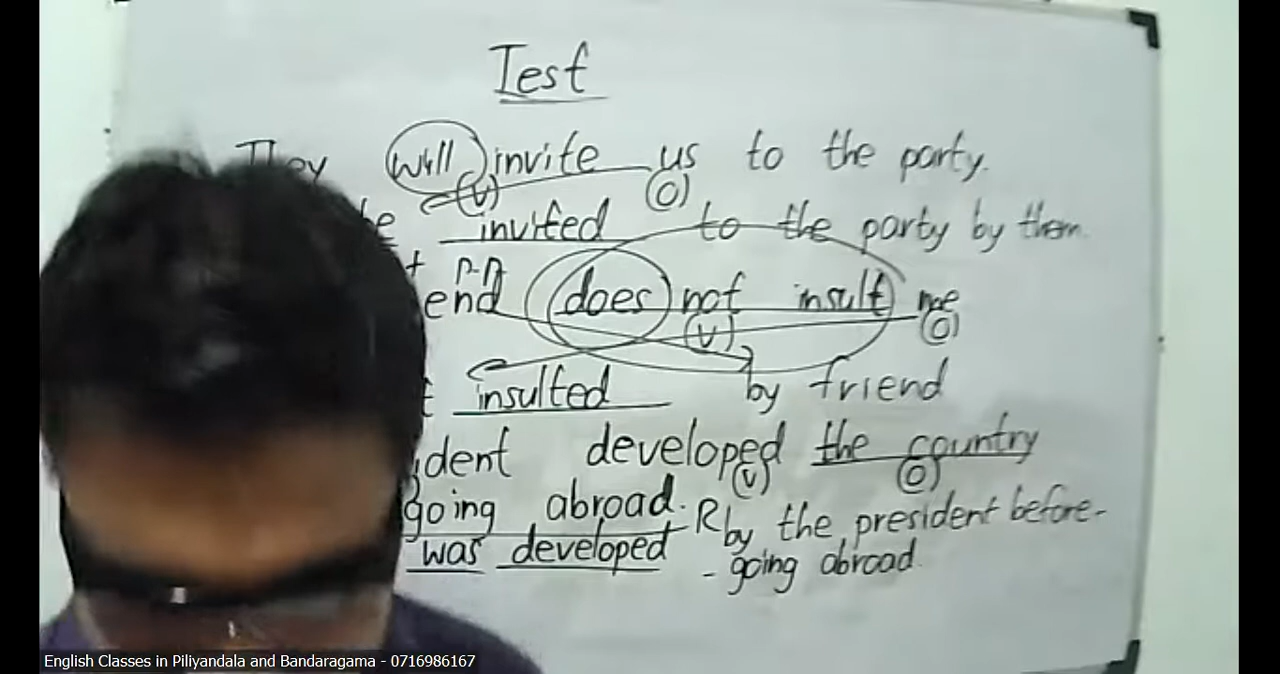 Test
They will invite us to the party.
(V) (O)
invited to the party by them.
p.p
end does not insult me
(V) (O)
insulted by friend
ident developed the country
(V) (O)
going abroad. R by the president before-
was developed - going abroad.
English Classes in Piliyandala and Bandaragama - 0716986167